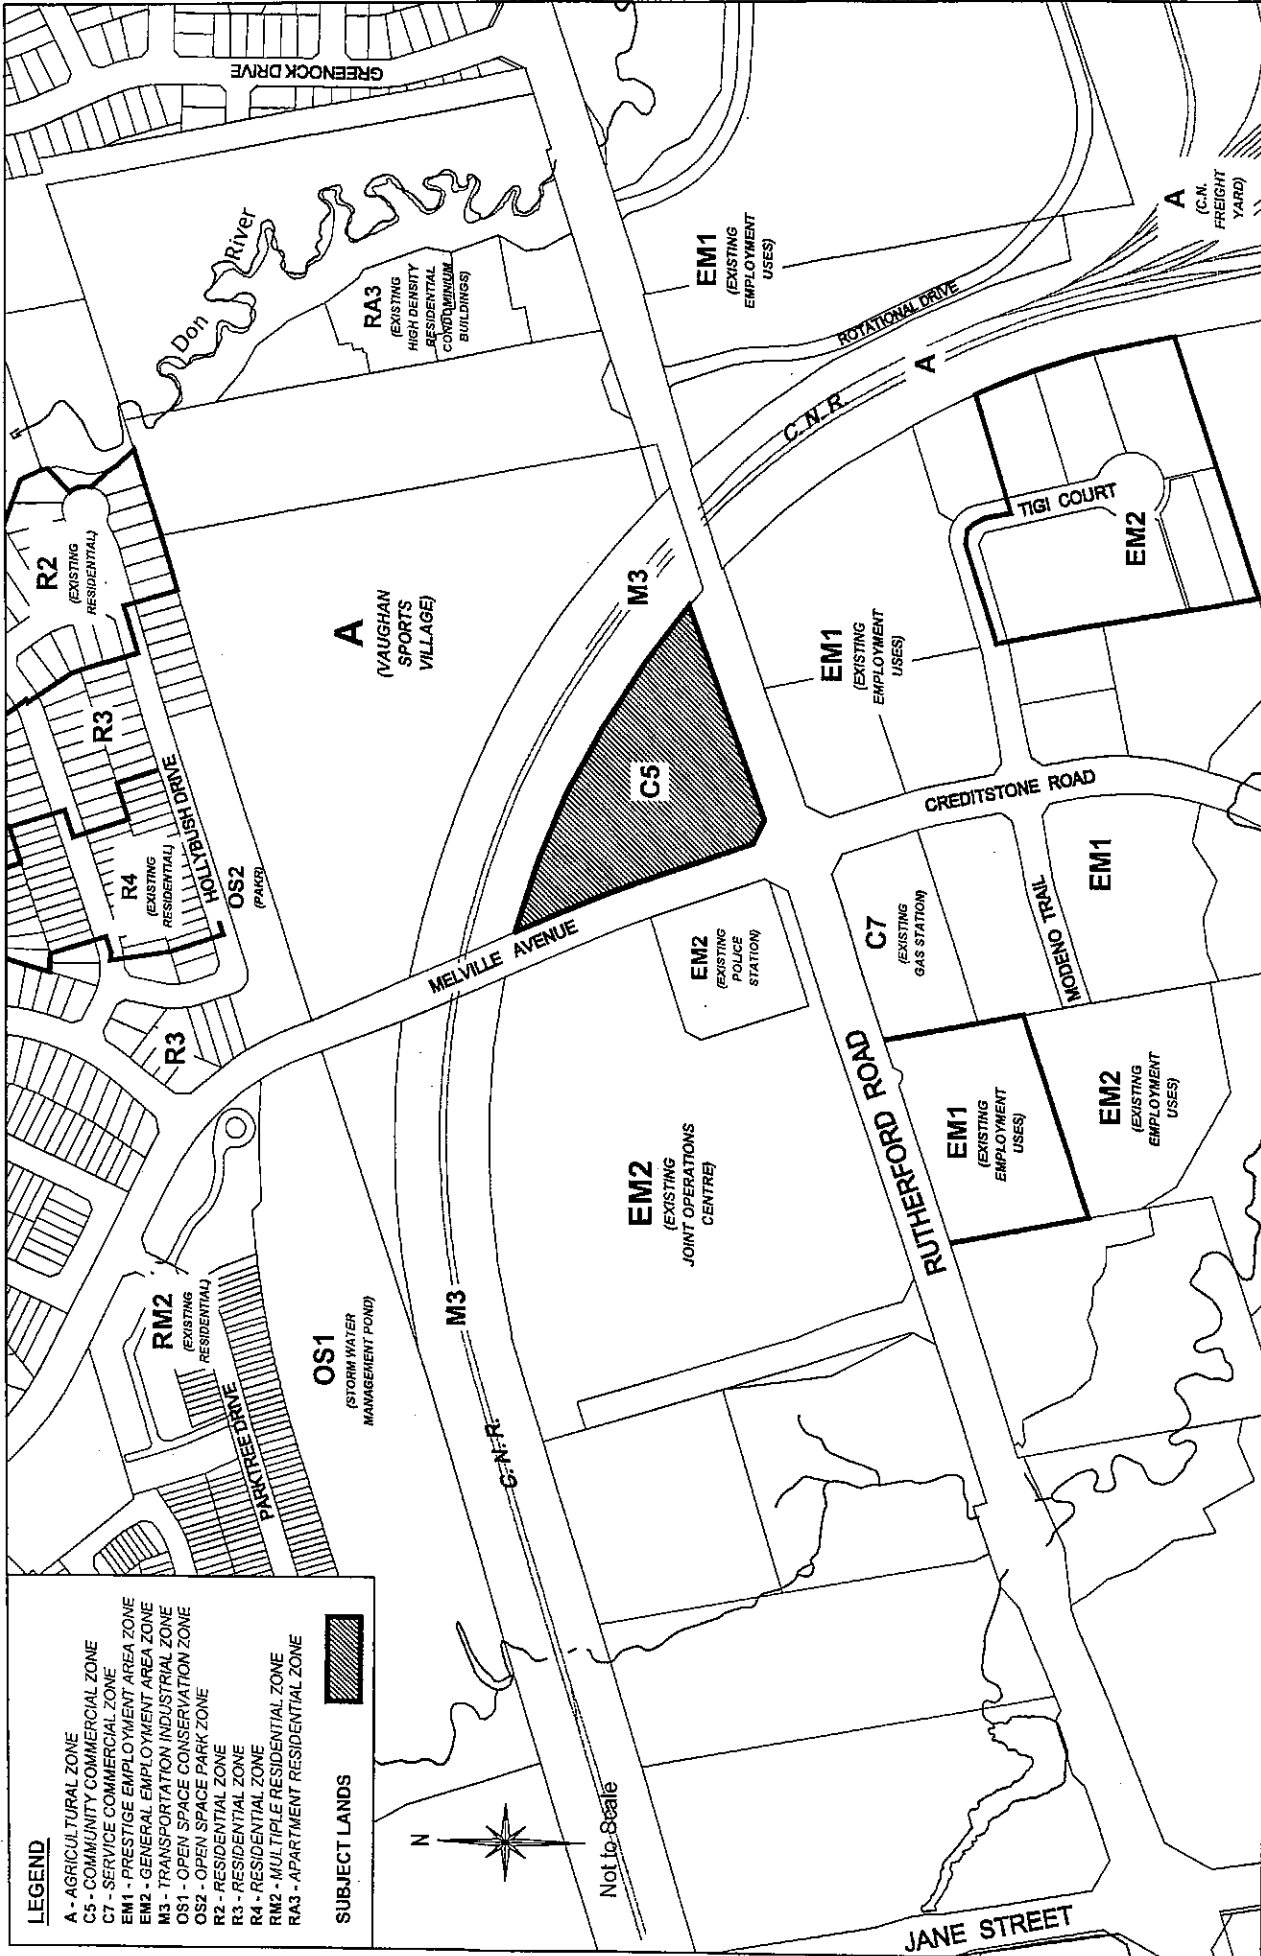 LEGEND
A - AGRICULTURAL ZONE
C5 - COMMUNITY COMMERCIAL ZONE
C7 - SERVICE COMMERCIAL ZONE
EM1 - PRESTIGE EMPLOYMENT AREA ZONE
EM2 - GENERAL EMPLOYMENT AREA ZONE
M3 - TRANSPORTATION INDUSTRIAL ZONE
OS1 - OPEN SPACE CONSERVATION ZONE
OS2 - OPEN SPACE PARK ZONE
R2 - RESIDENTIAL ZONE
R3 - RESIDENTIAL ZONE
R4 - RESIDENTIAL ZONE
RM2 - MULTIPLE RESIDENTIAL ZONE
RA3 - APARTMENT RESIDENTIAL ZONE
SUBJECT LANDS
N
Not to Scale
JANE STREET
PARKTREE DRIVE
RM2
(EXISTING
RESIDENTIAL)
OS1
(STORM WATER
MANAGEMENT POND)
M3
C. N. R.
R3
R4
(EXISTING
RESIDENTIAL)
HOLLYBUSH DRIVE
OS2
(PAKR)
R3
R2
(EXISTING
RESIDENTIAL)
MELVILLE AVENUE
A
(VAUGHAN
SPORTS
VILLAGE)
Don River
GREENOCK DRIVE
RA3
(EXISTING
HIGH DENSITY
RESIDENTIAL
CONDOMINIUM
BUILDINGS)
M3
C5
EM2
(EXISTING
POLICE
STATION)
EM2
(EXISTING
JOINT OPERATIONS
CENTRE)
RUTHERFORD ROAD
C7
(EXISTING
GAS STATION)
EM1
(EXISTING
EMPLOYMENT
USES)
EM2
(EXISTING
EMPLOYMENT
USES)
MODENO TRAIL
EM1
CREDITSTONE ROAD
EM1
(EXISTING
EMPLOYMENT
USES)
TIGI COURT
EM2
C. N. R.
A
ROTATIONAL DRIVE
EM1
(EXISTING
EMPLOYMENT
USES)
A
(C.N.
FREIGHT
YARD)